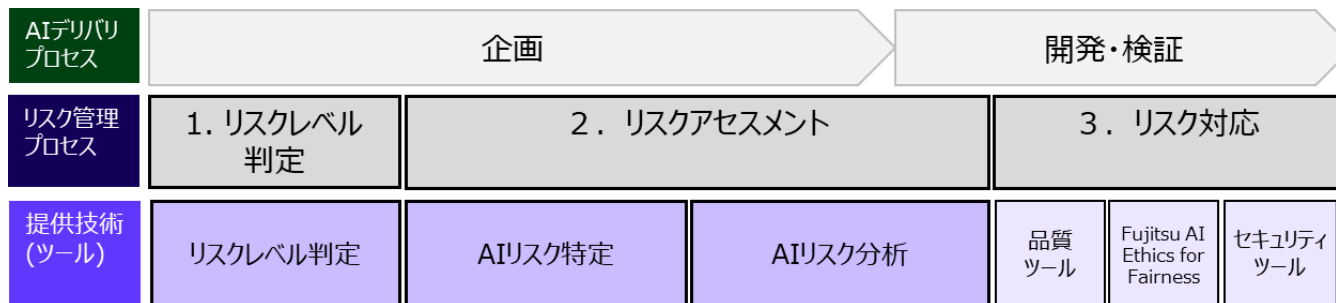 AIデリバリ
プロセス
企画
開発・検証
リスク管理
プロセス
1. リスクレベル
判定
２. リスクアセスメント
３. リスク対応
提供技術
(ツール)
リスクレベル判定
AIリスク特定
AIリスク分析
品質
ツール
Fujitsu AI
Ethics for
Fairness
セキュリティ
ツール